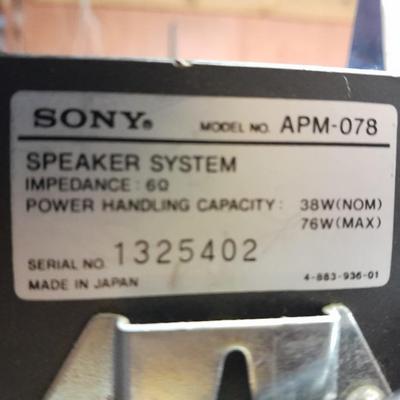 SONY® MODEL NO. APM-078
SPEAKER SYSTEM
IMPEDANCE : 6Ω
POWER HANDLING CAPACITY : 38W(NOM)
76W(MAX)
SERIAL NO. 1325402
MADE IN JAPAN 4-883-936-01